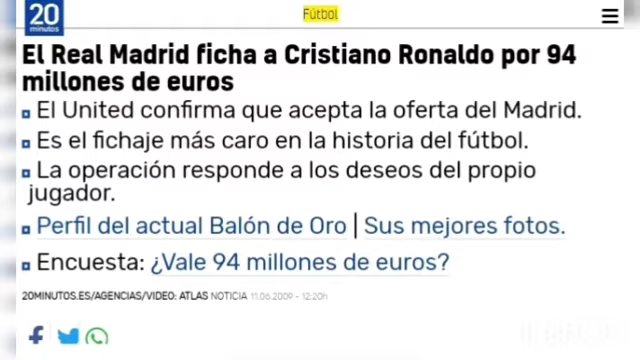 20
minutos
Fútbol
El Real Madrid ficha a Cristiano Ronaldo por 94
millones de euros
El United confirma que acepta la oferta del Madrid.
Es el fichaje más caro en la historia del fútbol.
La operación responde a los deseos del propio
jugador.
Perfil del actual Balón de Oro | Sus mejores fotos.
Encuesta: ¿Vale 94 millones de euros?
20MINUTOS.ES/AGENCIAS/VIDEO: ATLAS NOTICIA 11.06.2009 - 12:20h